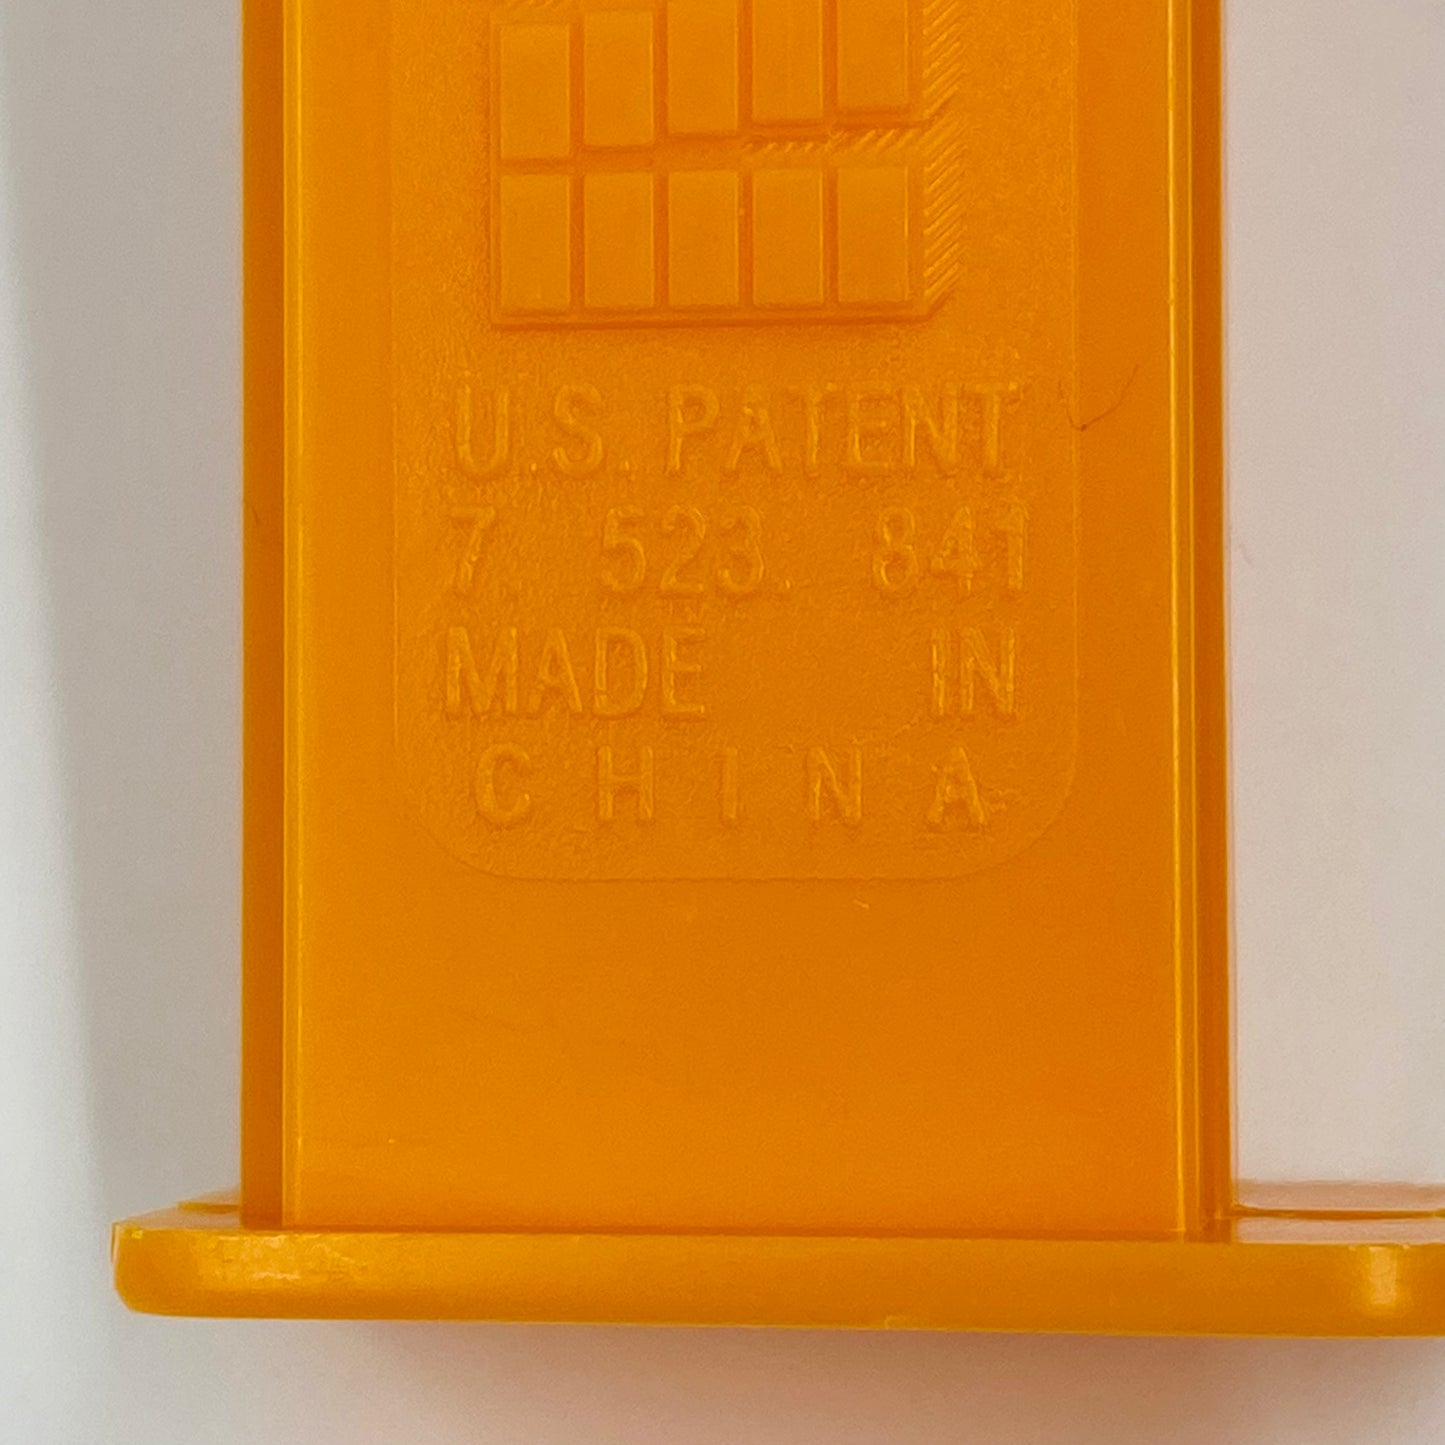 U.S. PATENT
7. 523. 841
MADE IN
CHINA